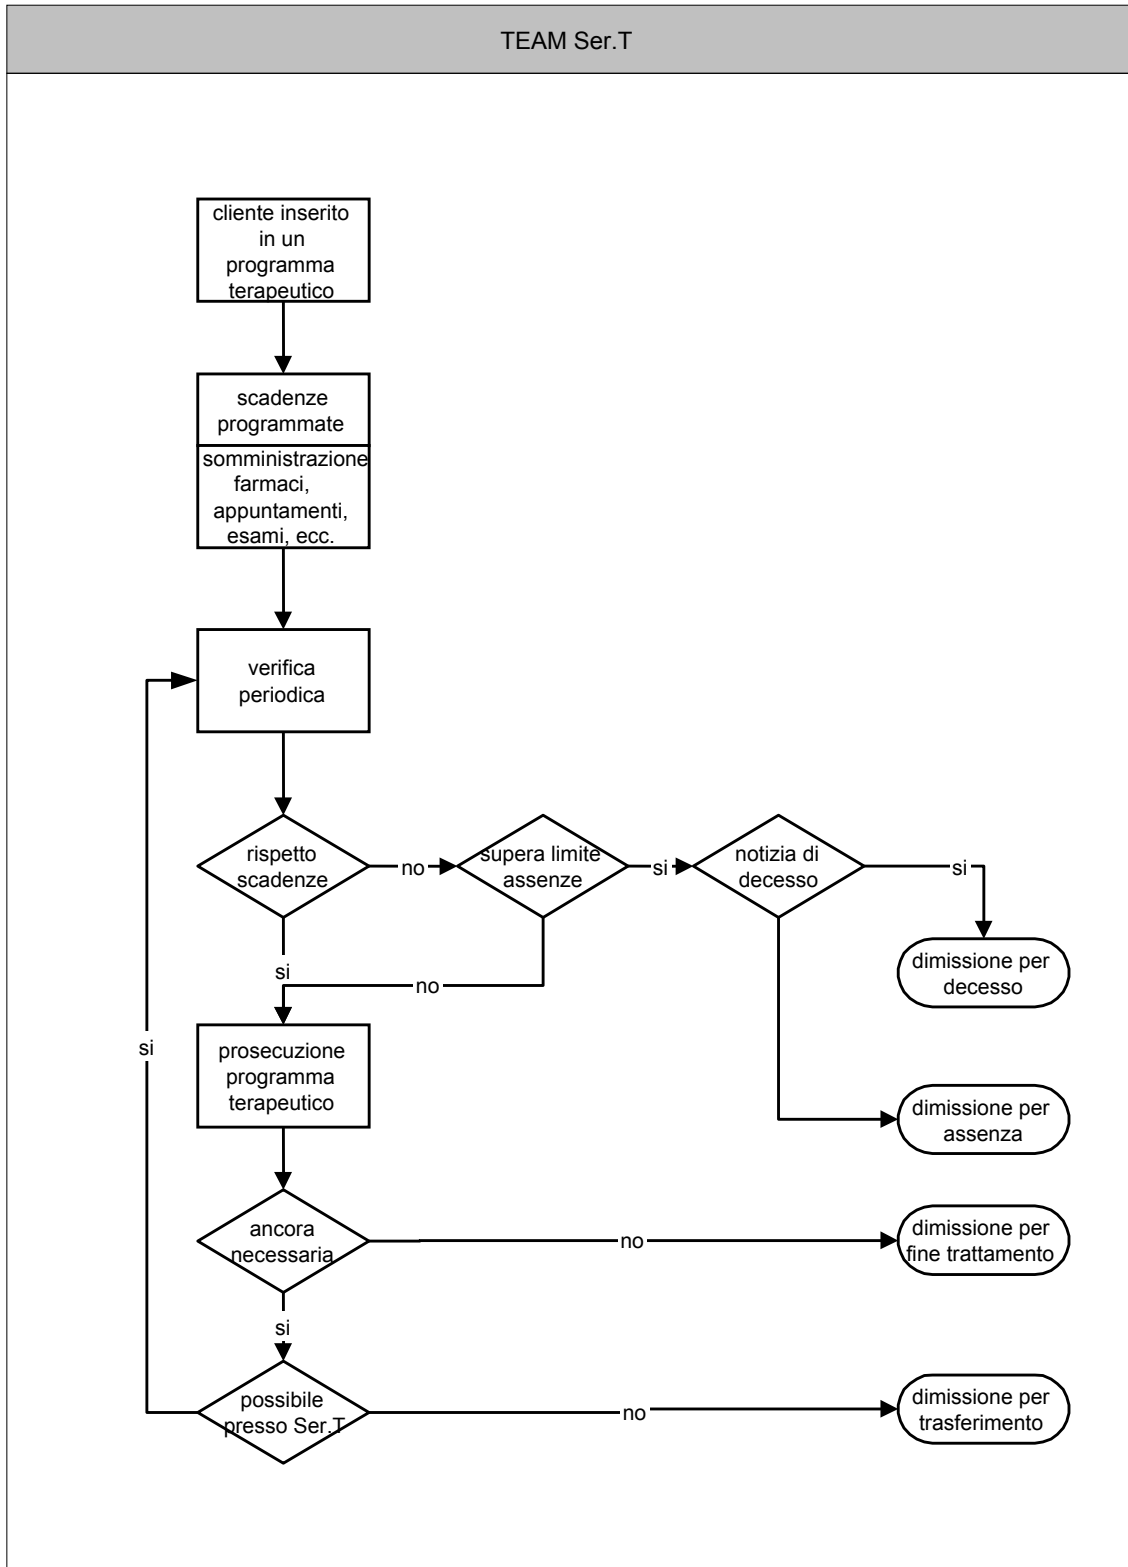 TEAM Ser.T
cliente inserito
in un
programma
terapeutico
scadenze
programmate
somministrazione
farmaci,
appuntamenti,
esami, ecc.
verifica
periodica
rispetto
scadenze
no
supera limite
assenze
si
notizia di
decesso
si
dimissione per
decesso
si
no
si
prosecuzione
programma
terapeutico
dimissione per
assenza
ancora
necessaria
no
dimissione per
fine trattamento
si
possibile
presso Ser.T
no
dimissione per
trasferimento